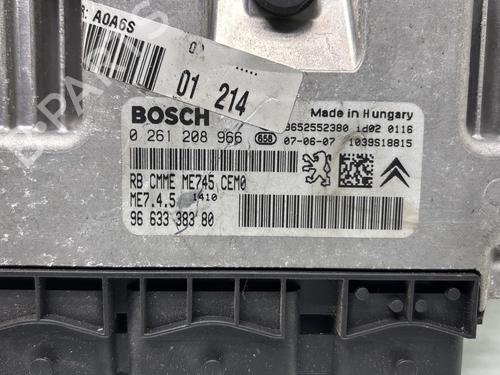 : A0A6S
01 214
BOSCH
Made in Hungary
0 261 208 966
658
9652552380 id02 0116
07-06-07 1039S18815
RB CMME ME745 CEM0
ME7.4.5 1410
96 633 383 80